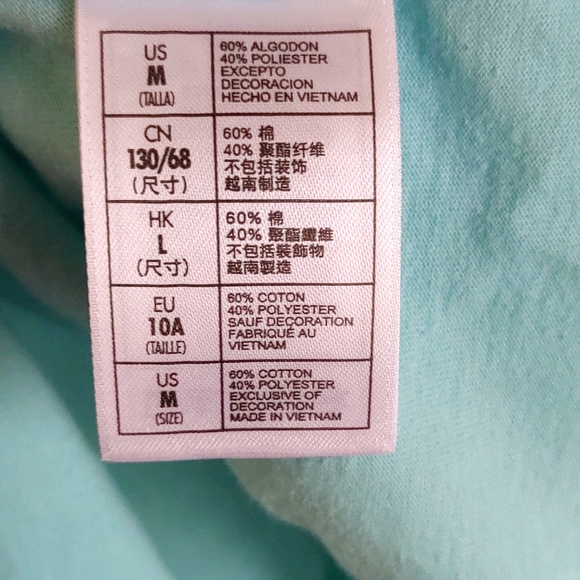 US
M
(TALLA)
60% ALGODON
40% POLIESTER
EXCEPTO
DECORACION
HECHO EN VIETNAM
CN
130/68
(尺寸)
60% 棉
40% 聚酯纤维
不包括装饰
越南制造
HK
L
(尺寸)
60% 棉
40% 聚酯纖維
不包括裝飾物
越南製造
EU
10A
(TAILLE)
60% COTON
40% POLYESTER
SAUF DECORATION
FABRIQUÉ AU
VIETNAM
US
M
(SIZE)
60% COTTON
40% POLYESTER
EXCLUSIVE OF
DECORATION
MADE IN VIETNAM